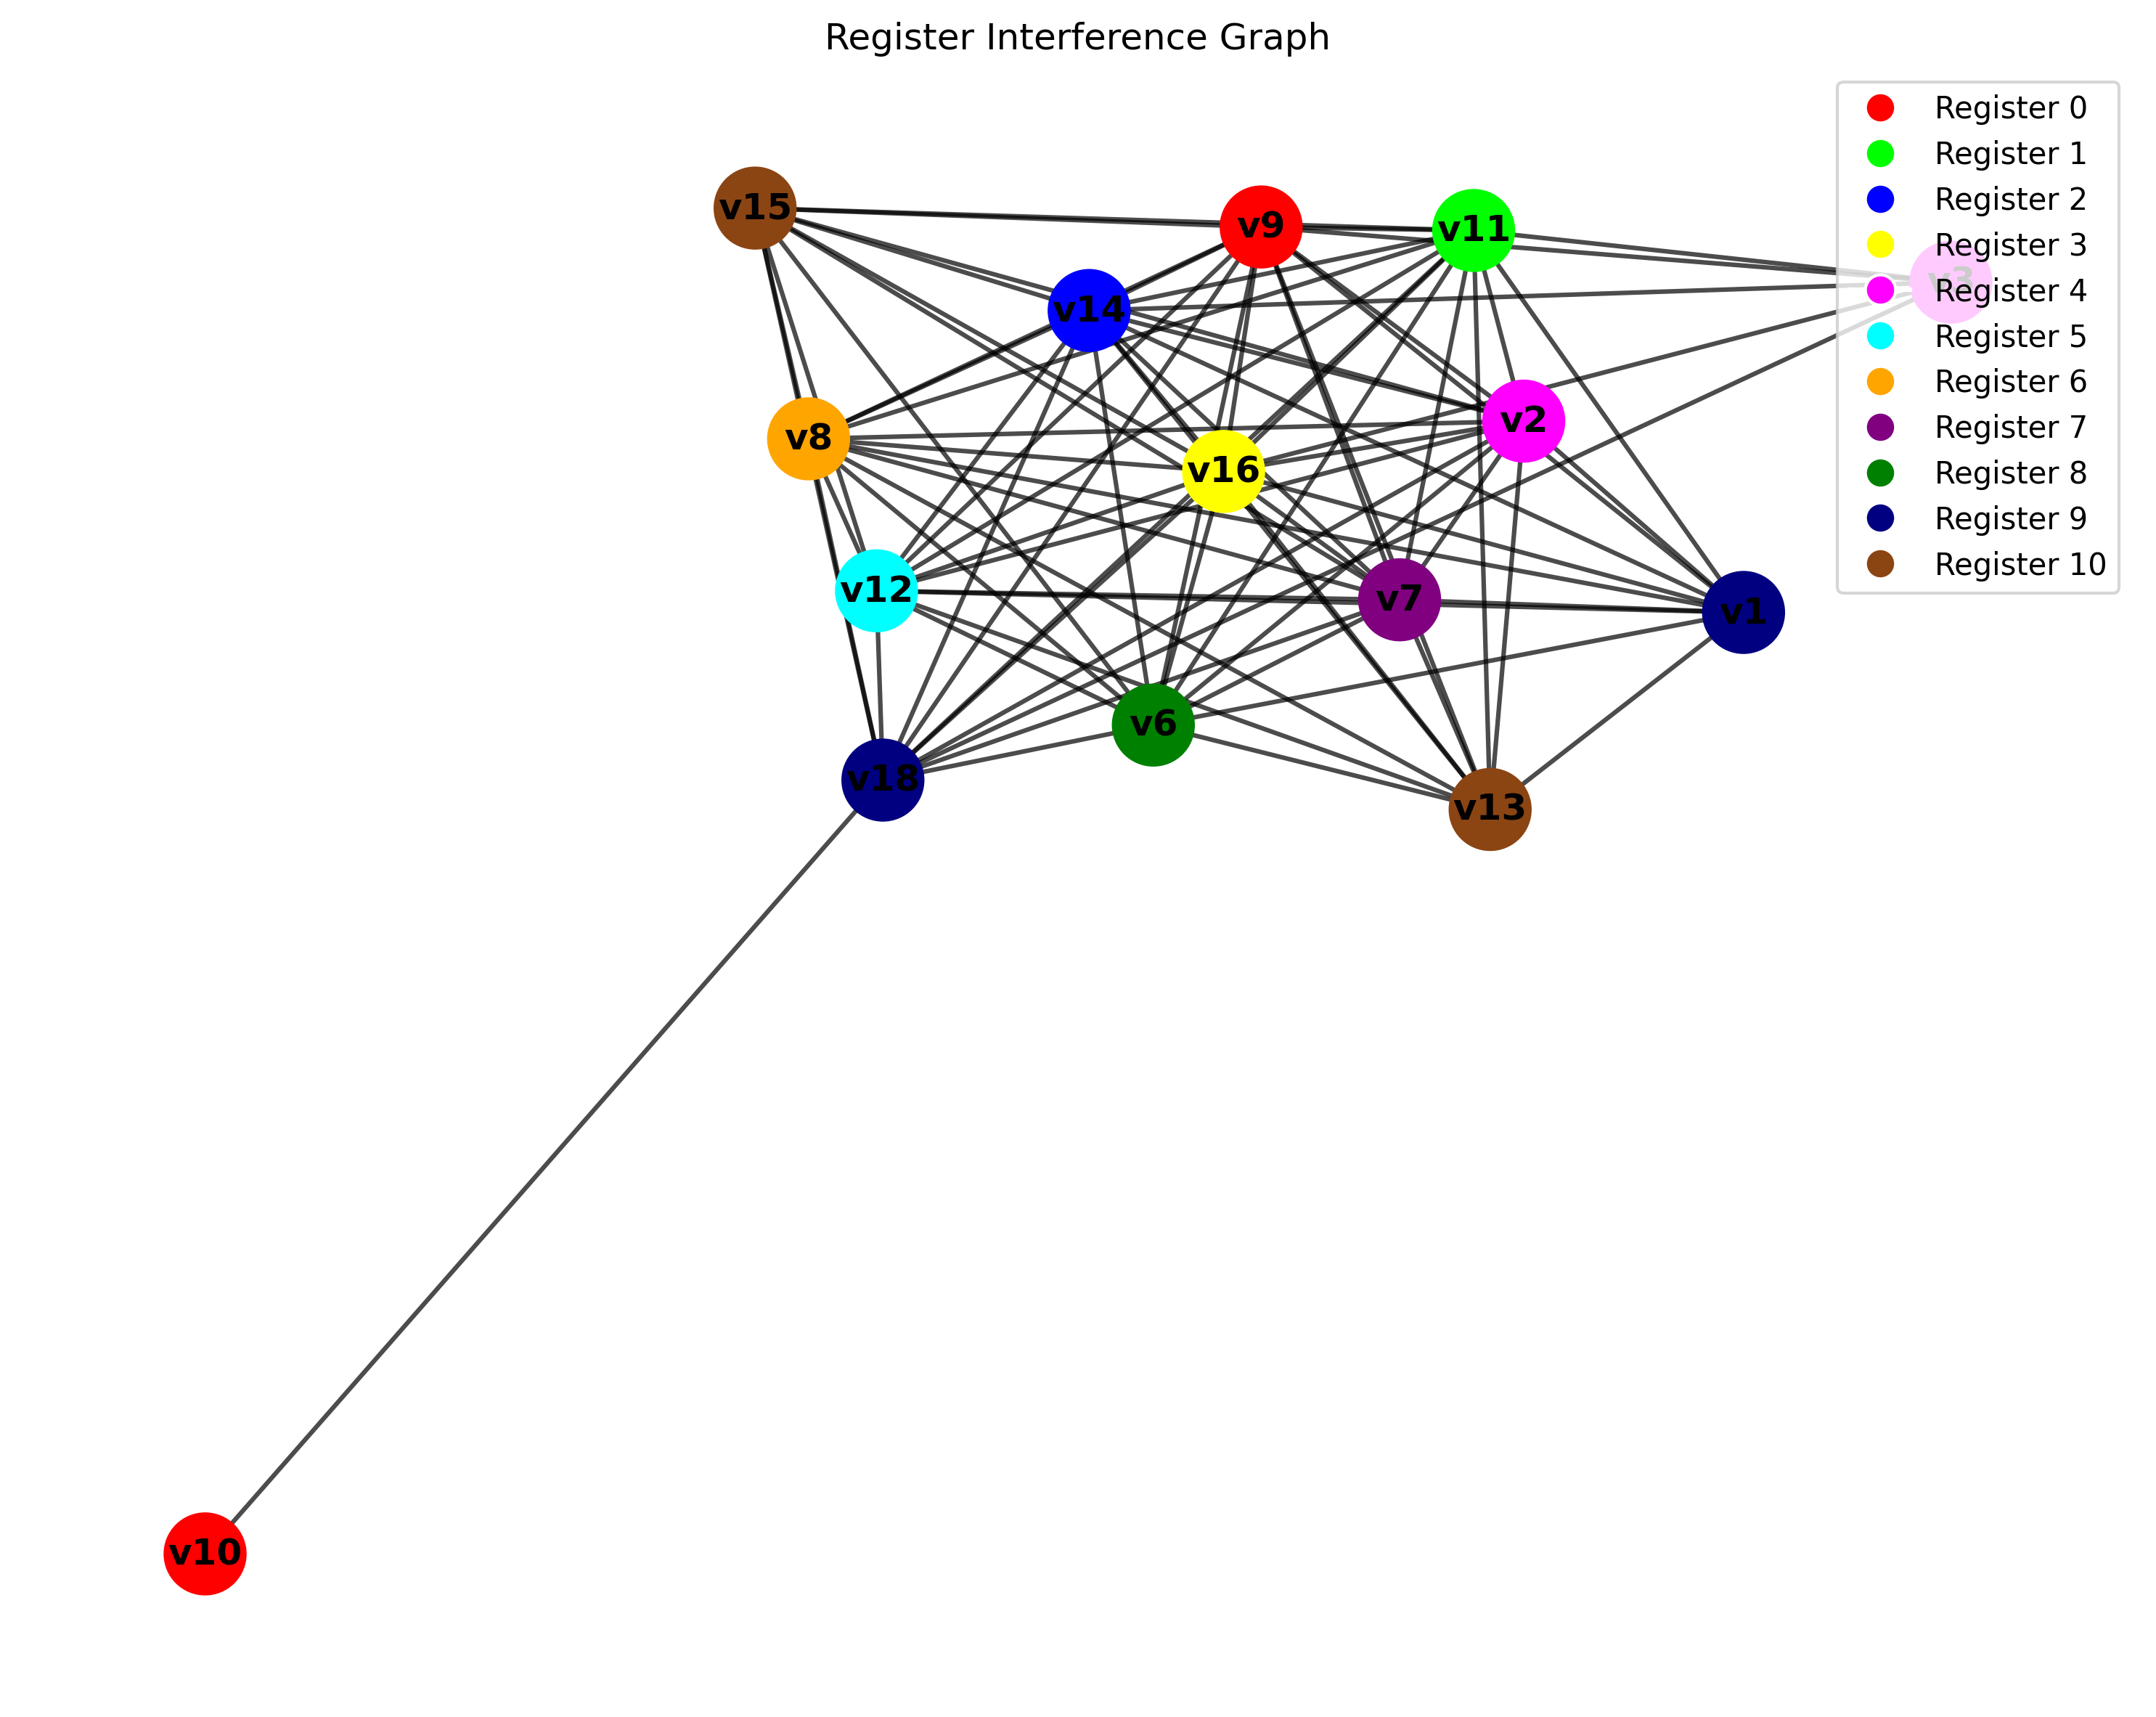 Register Interference Graph
Register 0
Register 1
Register 2
Register 3
Register 4
Register 5
Register 6
Register 7
Register 8
Register 9
Register 10
v15
v9
v11
v3
v14
v2
v8
v16
v12
v7
v1
v6
v18
v13
v10